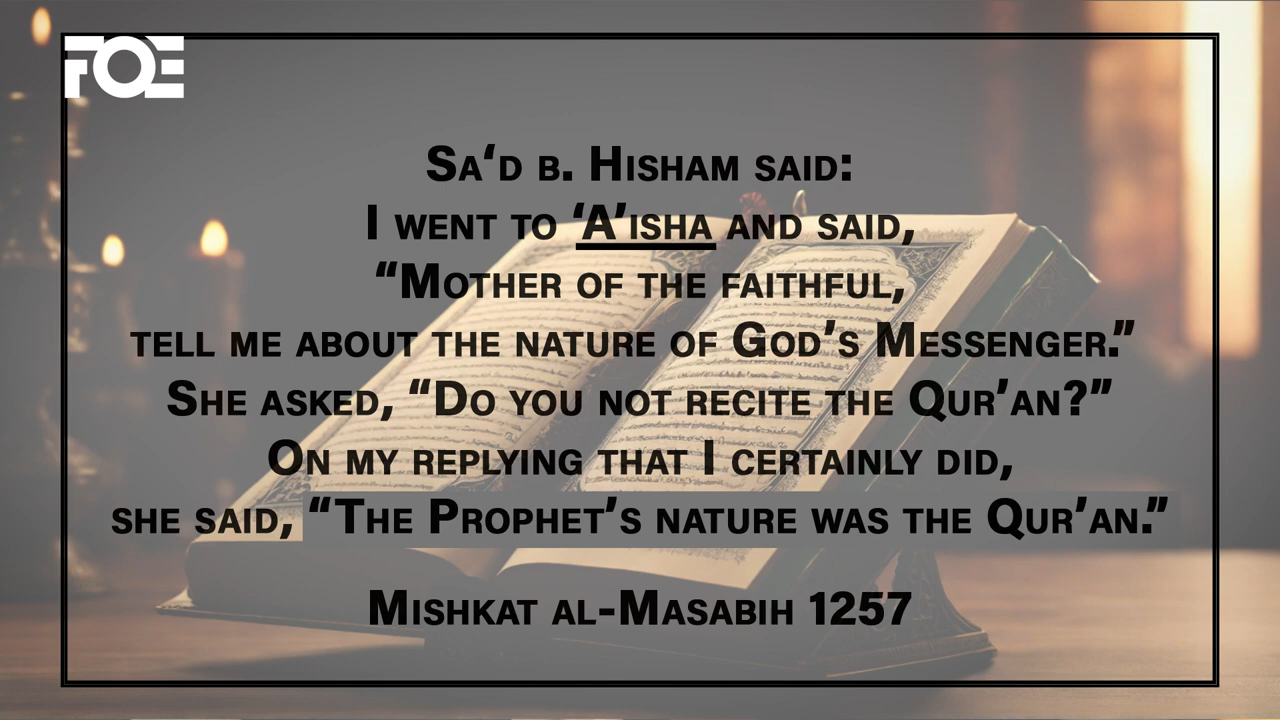 FOE
Sa‘d b. Hisham said:
I went to ‘A’isha and said,
“Mother of the faithful,
tell me about the nature of God’s Messenger.”
She asked, “Do you not recite the Qur’an?”
On my replying that I certainly did,
she said, “The Prophet’s nature was the Qur’an.”
Mishkat al-Masabih 1257